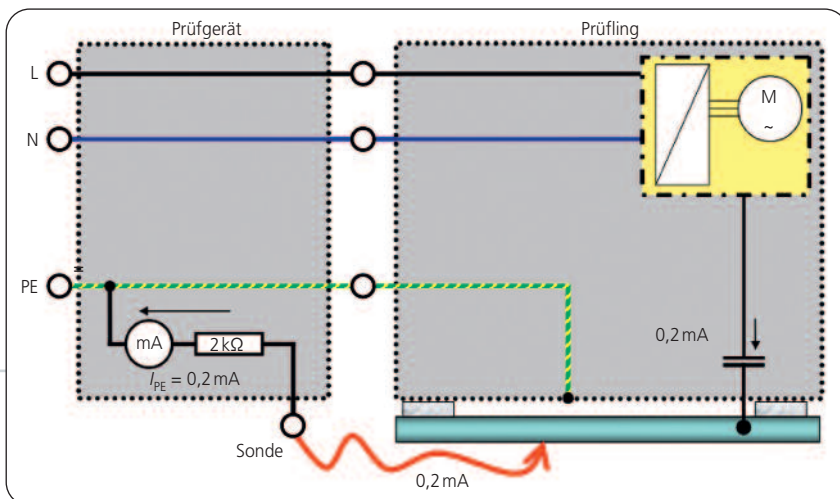 Prüfgerät
Prüfling
L
N
PE
M
~
mA
2 kΩ
I_PE = 0,2 mA
0,2 mA
Sonde
0,2 mA